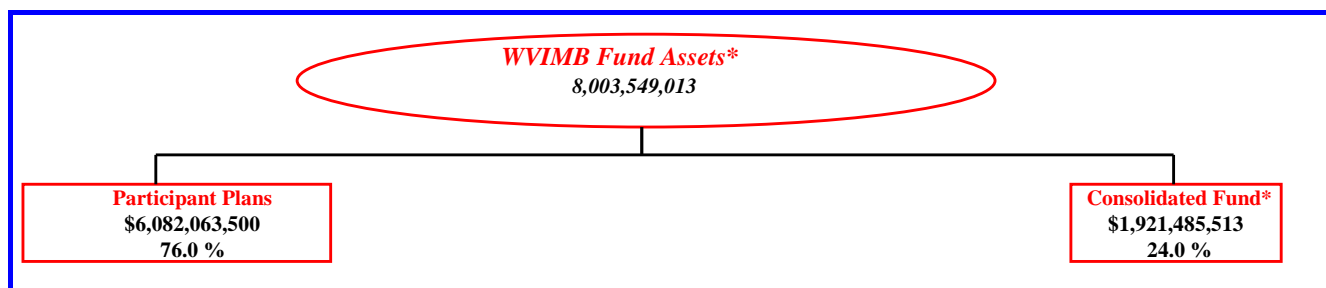 WVIMB Fund Assets*
8,003,549,013
Participant Plans
$6,082,063,500
76.0 %
Consolidated Fund*
$1,921,485,513
24.0 %